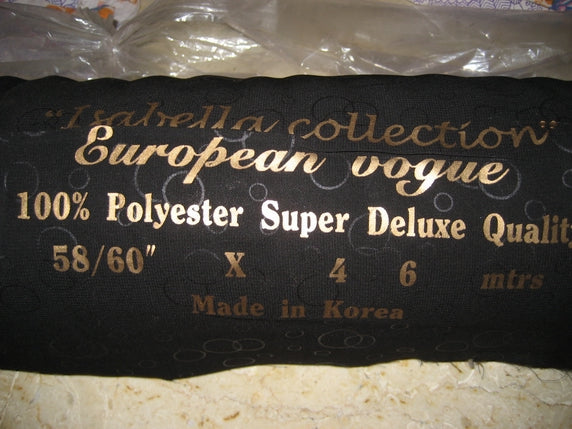 "Isabella collection"
European vogue
100% Polyester Super Deluxe Quality
58/60" X 4 6 mtrs
Made in Korea